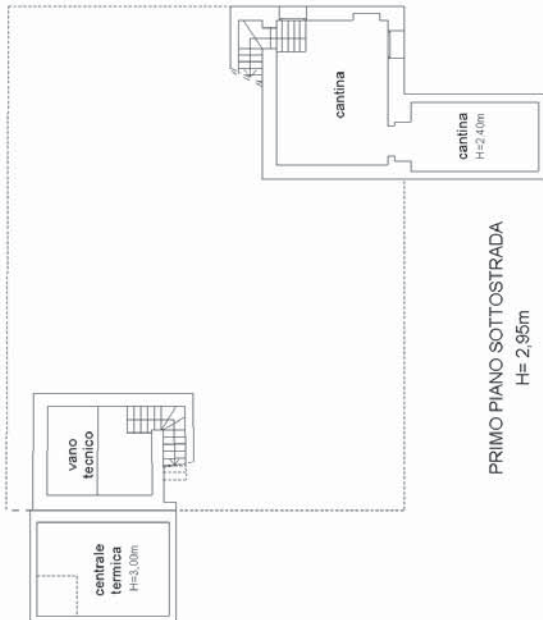 cantina
cantina
H=2.40m
PRIMO PIANO SOTTOSTRADA
H= 2,95m
vano
tecnico
centrale
termica
H=3,00m